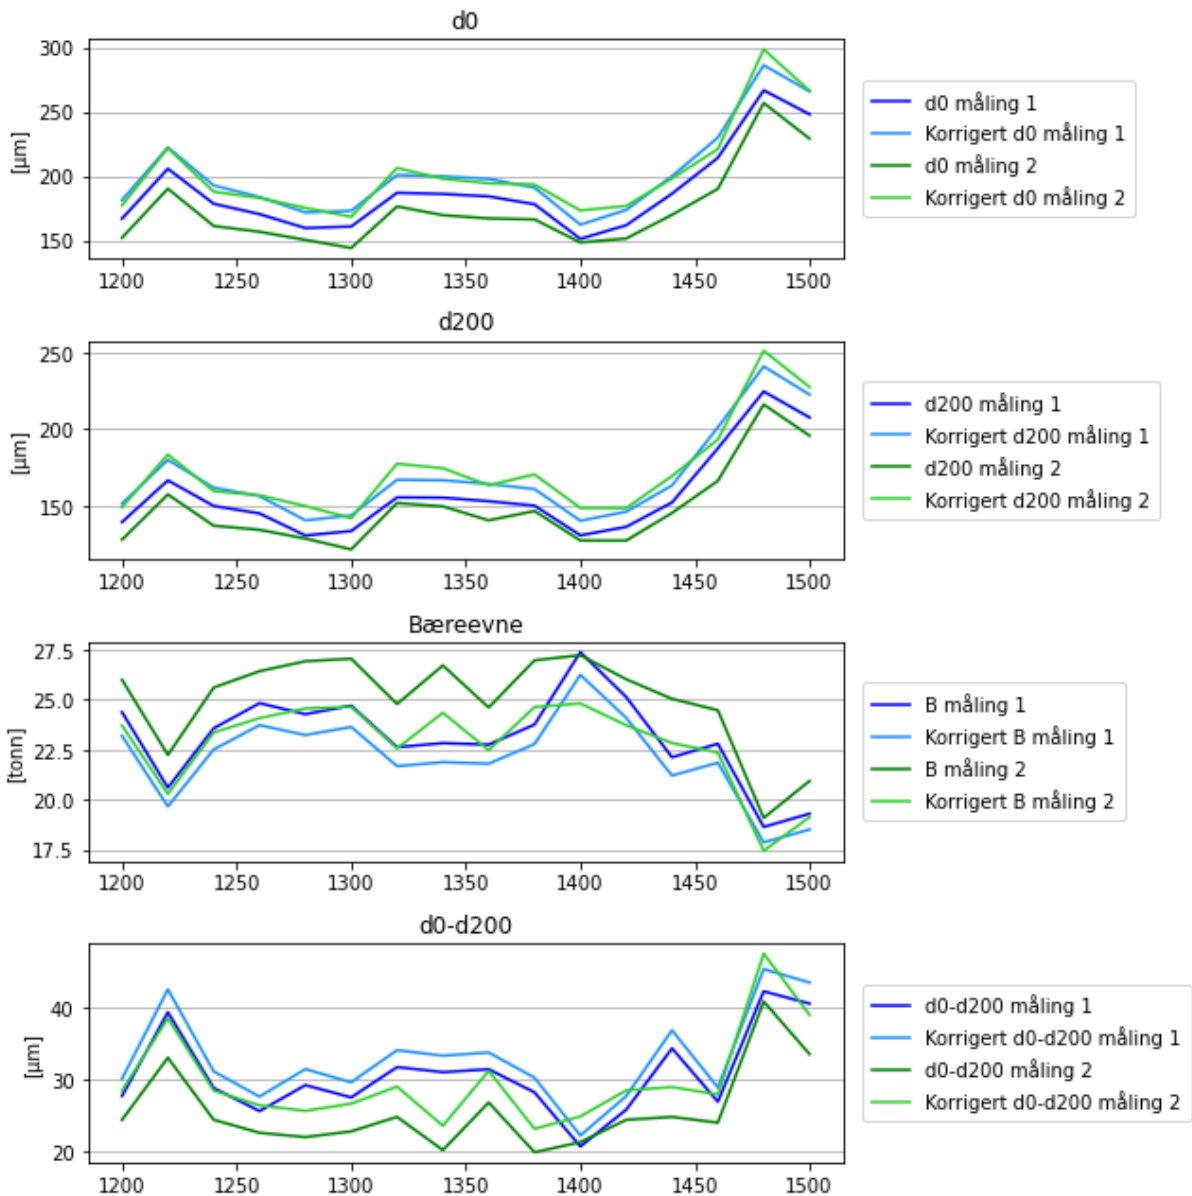 d0
300
250
200
150
[µm]
1200 1250 1300 1350 1400 1450 1500
d0 måling 1
Korrigert d0 måling 1
d0 måling 2
Korrigert d0 måling 2
d200
250
200
150
[µm]
1200 1250 1300 1350 1400 1450 1500
d200 måling 1
Korrigert d200 måling 1
d200 måling 2
Korrigert d200 måling 2
Bæreevne
27.5
25.0
22.5
20.0
17.5
[tonn]
1200 1250 1300 1350 1400 1450 1500
B måling 1
Korrigert B måling 1
B måling 2
Korrigert B måling 2
d0-d200
40
30
20
[µm]
1200 1250 1300 1350 1400 1450 1500
d0-d200 måling 1
Korrigert d0-d200 måling 1
d0-d200 måling 2
Korrigert d0-d200 måling 2